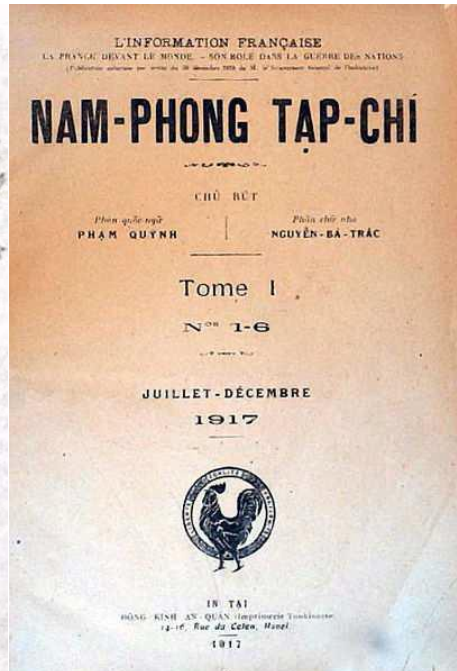 L'INFORMATION FRANÇAISE
LA FRANCE DEVANT LE MONDE. - SON ROLE DANS LA GUERRE DES NATIONS
NAM-PHONG TẠP-CHÍ
CHỦ BÚT
Phần quốc-ngữ
PHẠM QUỲNH
Phần chữ nho
NGUYỄN-BÁ-TRÁC
Tome I
Nos 1-6
JUILLET-DÉCEMBRE
1917
IN TẠI
ĐÔNG-KINH ẤN-QUÁN (Imprimerie Tonkinoise)
14-16, Rue du Coton, Hanoi
1917